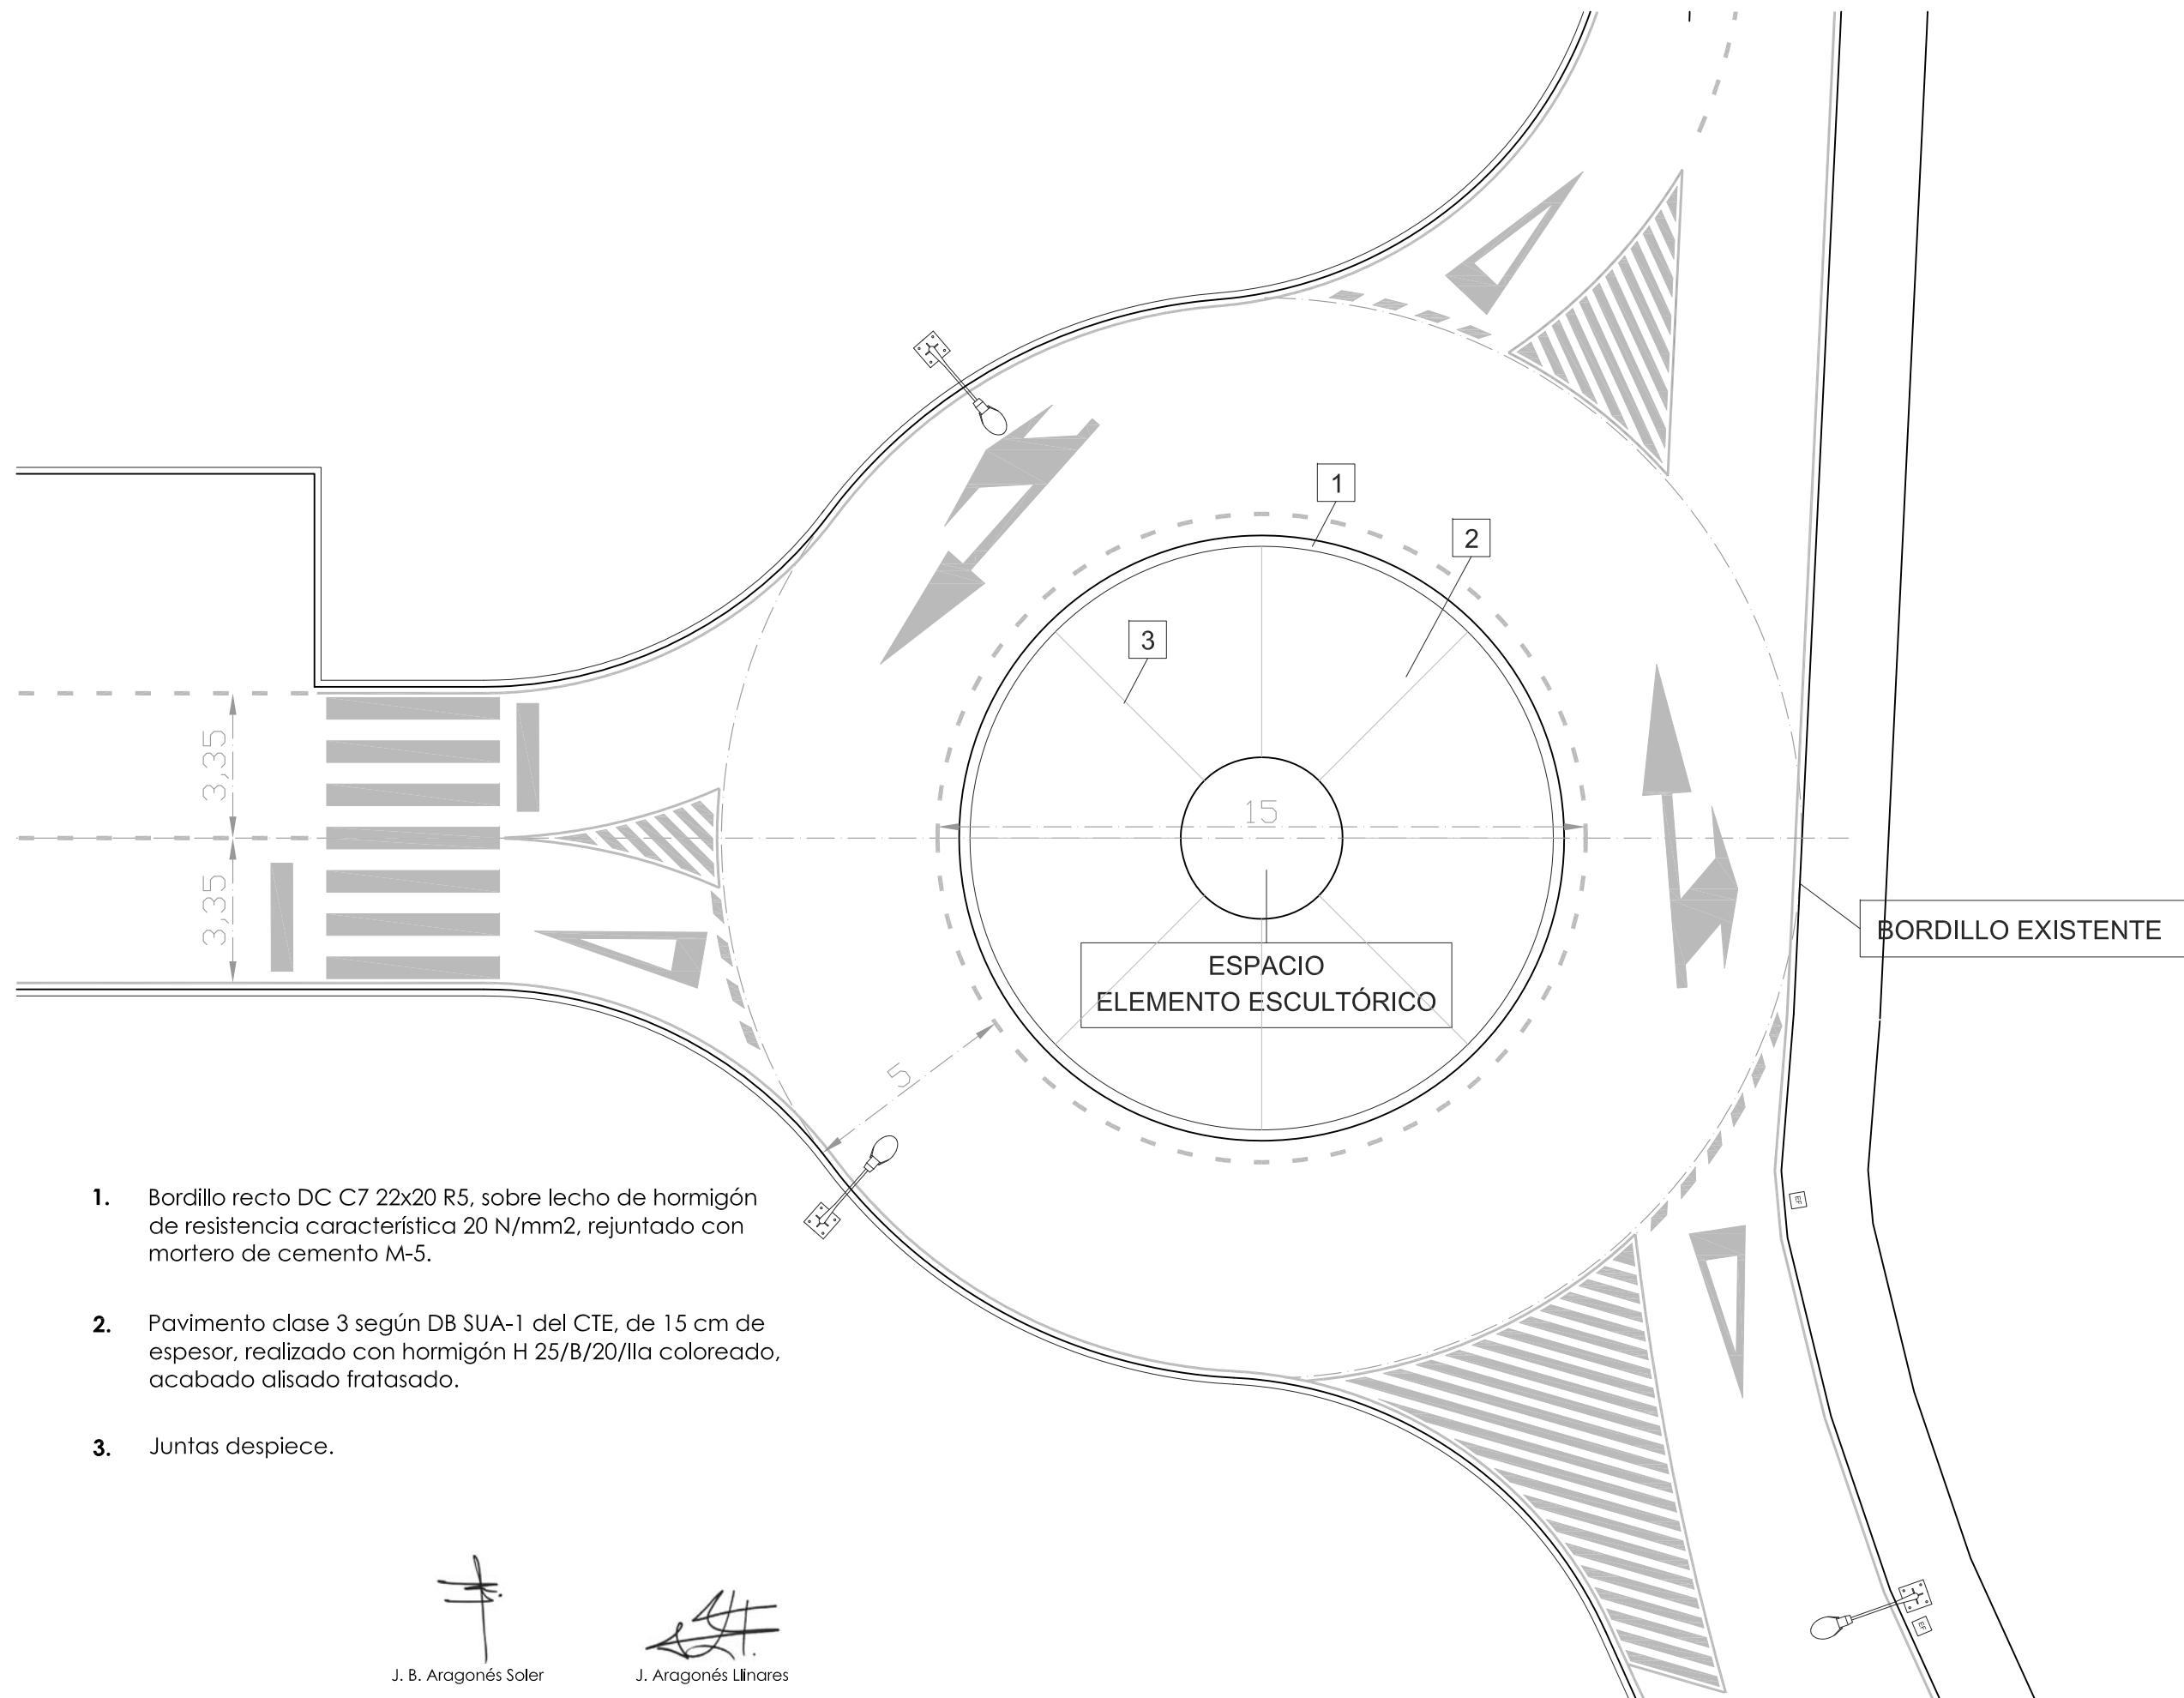 1
2
3
3,35
15
3,35
BORDILLO EXISTENTE
ESPACIO
ELEMENTO ESCULTÓRICO
5
1. Bordillo recto DC C7 22x20 R5, sobre lecho de hormigón
de resistencia característica 20 N/mm2, rejuntado con
mortero de cemento M-5.
EF
2. Pavimento clase 3 según DB SUA-1 del CTE, de 15 cm de
espesor, realizado con hormigón H 25/B/20/IIa coloreado,
acabado alisado fratasado.
3. Juntas despiece.
EF
J. B. Aragonés Soler
J. Aragonés Llinares